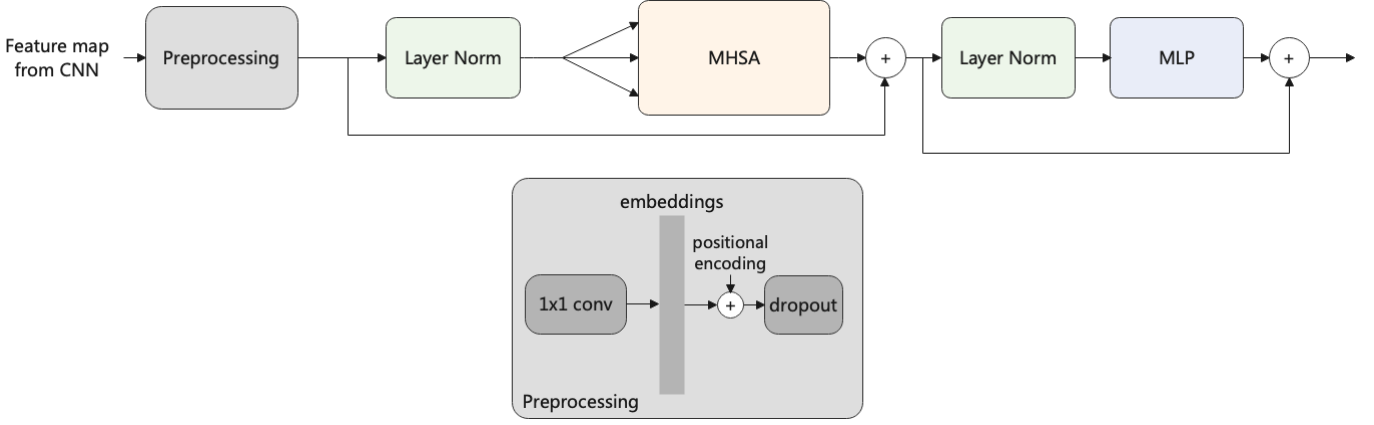 Feature map
from CNN
Preprocessing
Layer Norm
MHSA
+
Layer Norm
MLP
+
embeddings
positional
encoding
1x1 conv
+
dropout
Preprocessing